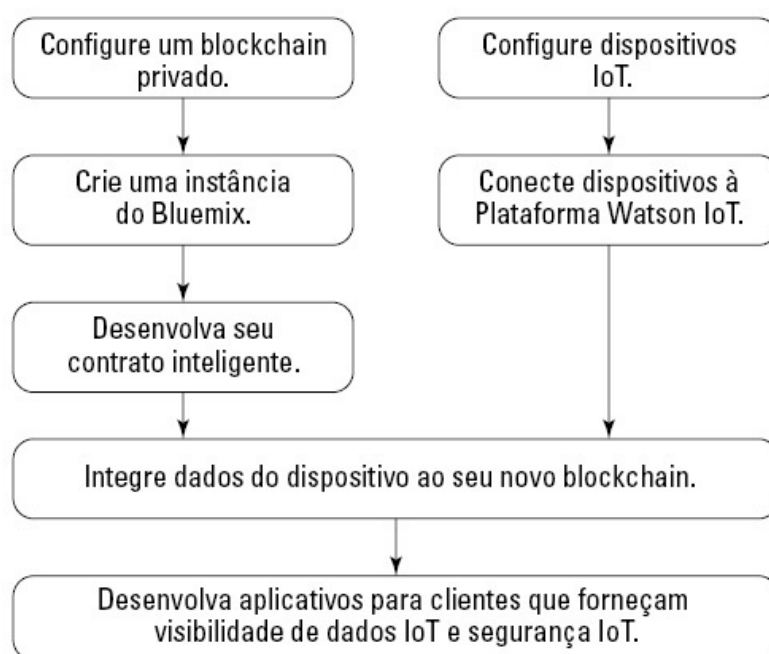 Configure um blockchain
privado.
Configure dispositivos
IoT.
Crie uma instância
do Bluemix.
Conecte dispositivos à
Plataforma Watson IoT.
Desenvolva seu
contrato inteligente.
Integre dados do dispositivo ao seu novo blockchain.
Desenvolva aplicativos para clientes que forneçam
visibilidade de dados IoT e segurança IoT.